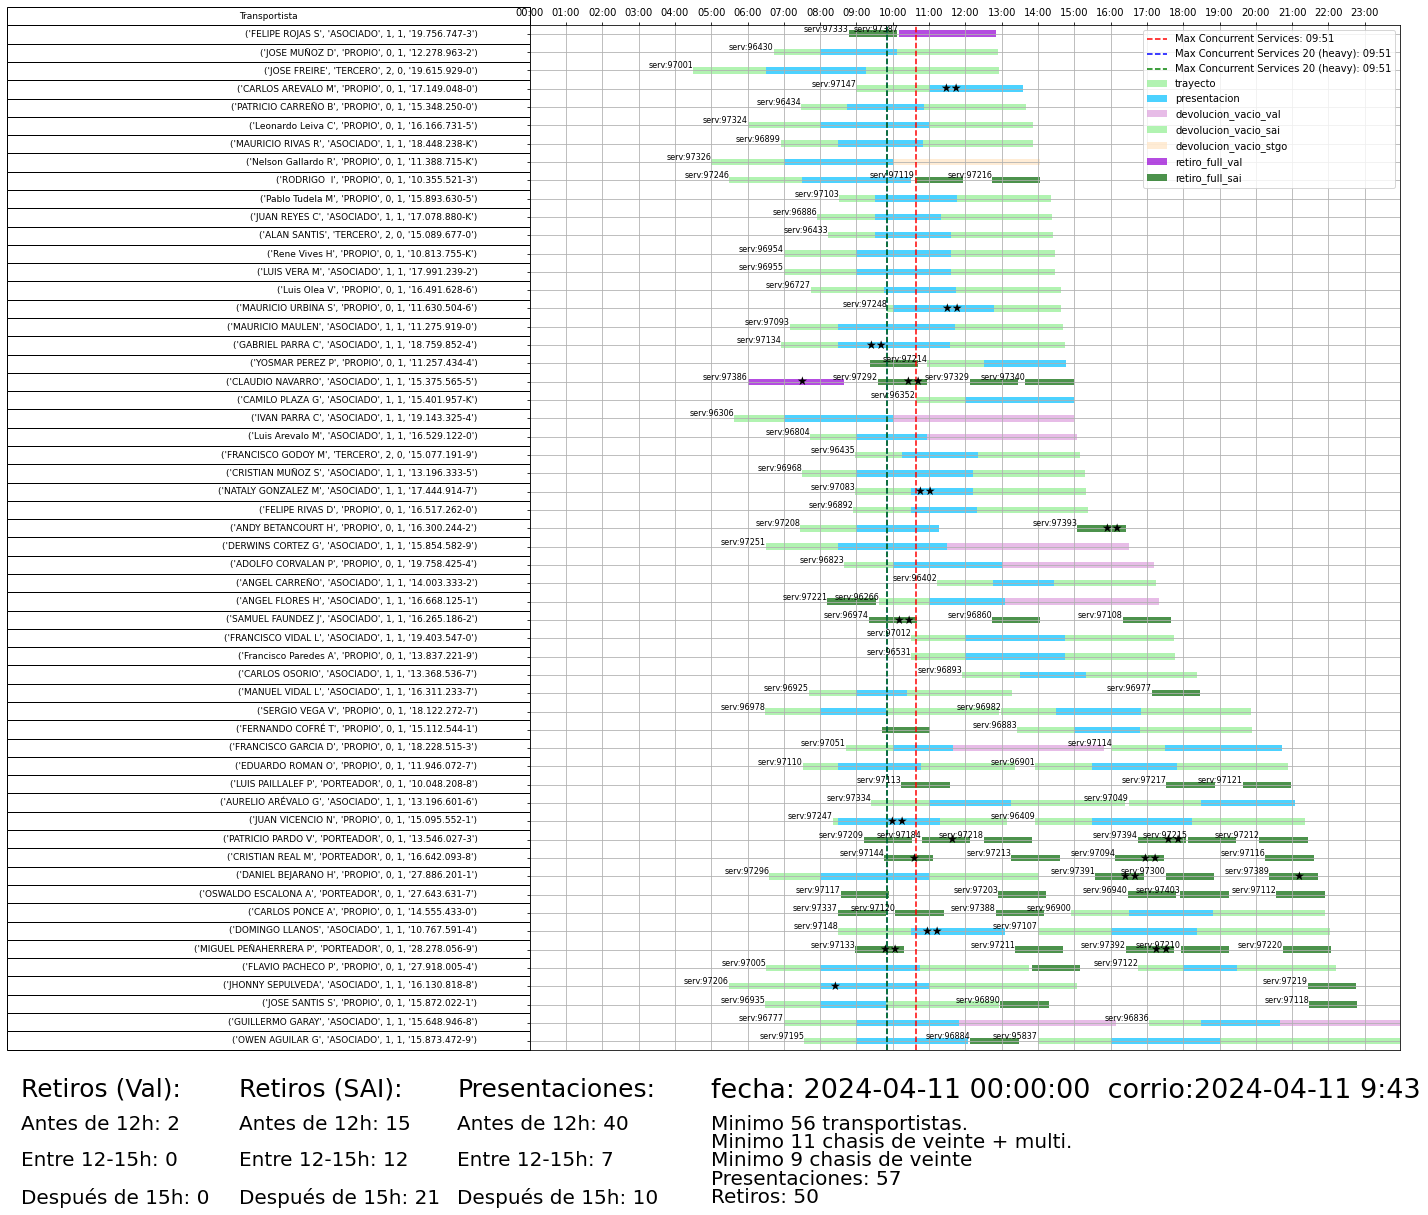 Transportista
00:00 01:00 02:00 03:00 04:00 05:00 06:00 07:00 08:00 09:00 10:00 11:00 12:00 13:00 14:00 15:00 16:00 17:00 18:00 19:00 20:00 21:00 22:00 23:00
Max Concurrent Services: 09:51
Max Concurrent Services 20 (heavy): 09:51
Max Concurrent Services 20 (heavy): 09:51
trayecto
presentacion
devolucion_vacio_val
devolucion_vacio_sai
devolucion_vacio_stgo
retiro_full_val
retiro_full_sai
('FELIPE ROJAS S', 'ASOCIADO', 1, 1, '19.756.747-3') serv:97333 serv:97387
('JOSE MUÑOZ D', 'PROPIO', 0, 1, '12.278.963-2') serv:96430
('JOSE FREIRE', 'TERCERO', 2, 0, '19.615.929-0') serv:97001
('CARLOS AREVALO M', 'PROPIO', 0, 1, '17.149.048-0') serv:97147
('PATRICIO CARREÑO B', 'PROPIO', 0, 1, '15.348.250-0') serv:96434
('Leonardo Leiva C', 'PROPIO', 0, 1, '16.166.731-5') serv:97324
('MAURICIO RIVAS R', 'PROPIO', 0, 1, '18.448.238-K') serv:96899
('Nelson Gallardo R', 'PROPIO', 0, 1, '11.388.715-K') serv:97326
('RODRIGO  I', 'PROPIO', 0, 1, '10.355.521-3') serv:97246 serv:97119 serv:97216
('Pablo Tudela M', 'PROPIO', 0, 1, '15.893.630-5') serv:97103
('JUAN REYES C', 'ASOCIADO', 1, 1, '17.078.880-K') serv:96886
('ALAN SANTIS', 'TERCERO', 2, 0, '15.089.677-0') serv:96433
('Rene Vives H', 'PROPIO', 0, 1, '10.813.755-K') serv:96954
('LUIS VERA M', 'ASOCIADO', 1, 1, '17.991.239-2') serv:96955
('Luis Olea V', 'PROPIO', 0, 1, '16.491.628-6') serv:96727
('MAURICIO URBINA S', 'PROPIO', 0, 1, '11.630.504-6') serv:97248
('MAURICIO MAULEN', 'ASOCIADO', 1, 1, '11.275.919-0') serv:97093
('GABRIEL PARRA C', 'PROPIO', 0, 1, '18.759.852-4') serv:97134
('YOSMAR PEREZ P', 'PROPIO', 0, 1, '11.257.434-4') serv:97214
('CLAUDIO NAVARRO', 'ASOCIADO', 1, 1, '15.375.565-5') serv:97386 serv:97292 serv:97329 serv:97340
('CAMILO PLAZA G', 'PROPIO', 0, 1, '15.401.957-K') serv:96352
('IVAN PARRA C', 'ASOCIADO', 1, 1, '19.143.325-4') serv:96306
('Luis Arevalo M', 'ASOCIADO', 1, 1, '16.529.122-0') serv:96804
('FRANCISCO GODOY M', 'TERCERO', 2, 0, '15.077.191-9') serv:96435
('CRISTIAN MUÑOZ S', 'ASOCIADO', 1, 1, '13.196.333-5') serv:96968
('NATALY GONZALEZ M', 'ASOCIADO', 1, 1, '17.444.914-7') serv:97083
('FELIPE RIVAS D', 'PROPIO', 0, 1, '16.517.262-0') serv:96892
('ANDY BETANCOURT H', 'PROPIO', 0, 1, '16.300.244-2') serv:97208 serv:97393
('DERWINS CORTEZ G', 'ASOCIADO', 1, 1, '15.854.582-9') serv:97251
('ADOLFO CORVALAN P', 'PROPIO', 0, 1, '19.758.425-4') serv:96823
('ANGEL CARREÑO', 'ASOCIADO', 1, 1, '14.003.333-2') serv:96402
('ANGEL FLORES H', 'ASOCIADO', 1, 1, '16.668.125-1') serv:97221 serv:96266
('SAMUEL FAUNDEZ J', 'ASOCIADO', 1, 1, '16.265.186-2') serv:96974 serv:96860 serv:97108
('FRANCISCO VIDAL L', 'ASOCIADO', 1, 1, '19.403.547-0') serv:97012
('Francisco Paredes A', 'PROPIO', 0, 1, '13.837.221-9') serv:96531
('CARLOS OSORIO', 'ASOCIADO', 1, 1, '13.368.536-7') serv:96893
('MANUEL VIDAL L', 'ASOCIADO', 1, 1, '16.311.233-7') serv:96925 serv:96977
('SERGIO VEGA V', 'PROPIO', 0, 1, '18.122.272-7') serv:96978 serv:96982
('FERNANDO COFRÉ T', 'PROPIO', 0, 1, '15.112.544-1') serv:96883
('FRANCISCO GARCIA D', 'PROPIO', 0, 1, '18.228.515-3') serv:97051 serv:97114
('EDUARDO ROMAN O', 'PROPIO', 0, 1, '11.946.072-7') serv:97110 serv:96901
('LUIS PAILLALEF P', 'PORTEADOR', 0, 1, '10.048.208-8') serv:97113 serv:97217 serv:97121
('AURELIO ARÉVALO G', 'ASOCIADO', 1, 1, '13.196.601-6') serv:97334 serv:97049
('JUAN VICENCIO N', 'PROPIO', 0, 1, '15.095.552-1') serv:97247 serv:96409
('PATRICIO PARDO V', 'PORTEADOR', 0, 1, '13.546.027-3') serv:97209 serv:97184 serv:97218 serv:97394 serv:97215 serv:97212
('CRISTIAN REAL M', 'PORTEADOR', 0, 1, '16.642.093-8') serv:97144 serv:97213 serv:97094 serv:97116
('DANIEL BEJARANO H', 'PROPIO', 0, 1, '27.886.201-1') serv:97296 serv:97391 serv:97300 serv:97389
('OSWALDO ESCALONA A', 'PORTEADOR', 0, 1, '27.643.631-7') serv:97117 serv:97203 serv:96940 serv:97403 serv:97112
('CARLOS PONCE A', 'PROPIO', 0, 1, '14.555.433-0') serv:97337 serv:97120 serv:97388 serv:96900
('DOMINGO LLANOS', 'PROPIO', 0, 1, '10.767.591-4') serv:97148 serv:97107
('MIGUEL PEÑAHERRERA P', 'PORTEADOR', 0, 1, '28.278.056-9') serv:97133 serv:97211 serv:97392 serv:97210 serv:97220
('FLAVIO PACHECO P', 'PROPIO', 0, 1, '27.918.005-4') serv:97005 serv:97122
('JHONNY SEPULVEDA', 'PROPIO', 0, 1, '16.130.818-8') serv:97206 serv:97219
('JOSE SANTIS S', 'PROPIO', 0, 1, '15.872.022-1') serv:96935 serv:96890 serv:97118
('GUILLERMO GARAY', 'ASOCIADO', 1, 1, '15.648.946-8') serv:96777 serv:96836
('OWEN AGUILAR G', 'ASOCIADO', 1, 1, '15.873.472-9') serv:97195 serv:96884 serv:95837
Retiros (Val):
Antes de 12h: 2
Entre 12-15h: 0
Después de 15h: 0
Retiros (SAI):
Antes de 12h: 15
Entre 12-15h: 12
Después de 15h: 21
Presentaciones:
Antes de 12h: 40
Entre 12-15h: 7
Después de 15h: 10
fecha: 2024-04-11 00:00:00  corrio:2024-04-11 9:43
Minimo 56 transportistas.
Minimo 11 chasis de veinte + multi.
Minimo 9 chasis de veinte
Presentaciones: 57
Retiros: 50